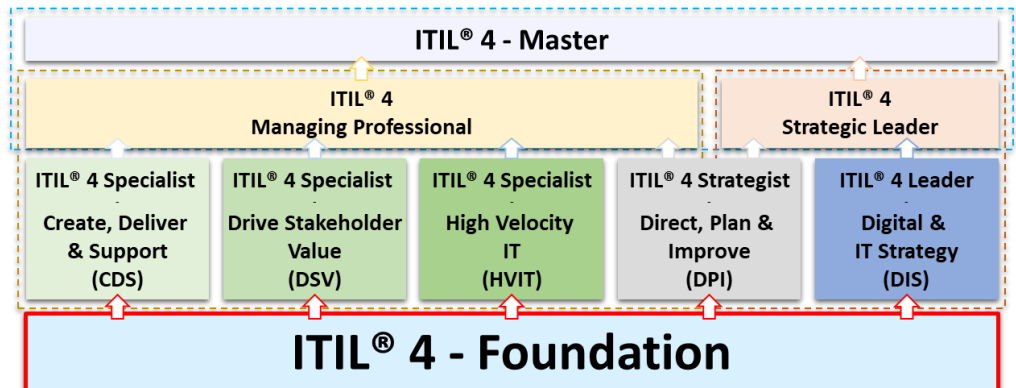 ITIL® 4 - Master
ITIL® 4
Managing Professional
ITIL® 4
Strategic Leader
ITIL® 4 Specialist
-
Create, Deliver
& Support
(CDS)
ITIL® 4 Specialist
-
Drive Stakeholder
Value
(DSV)
ITIL® 4 Specialist
-
High Velocity
IT
(HVIT)
ITIL® 4 Strategist
-
Direct, Plan &
Improve
(DPI)
ITIL® 4 Leader
-
Digital &
IT Strategy
(DIS)
ITIL® 4 - Foundation